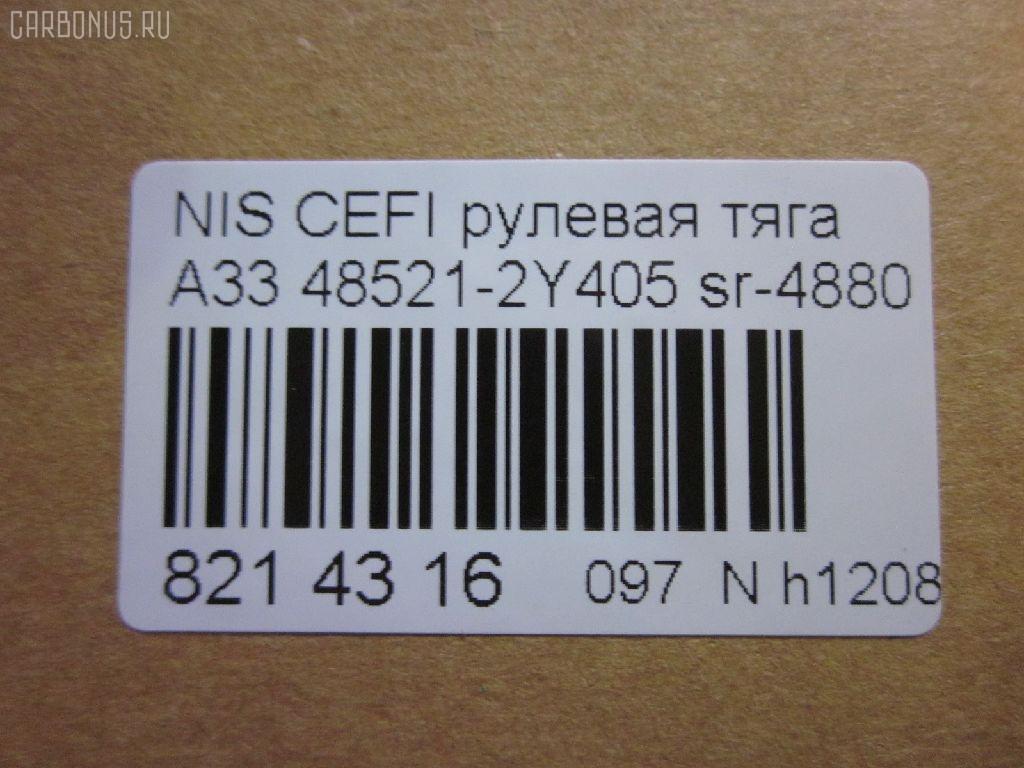 CARBONUS.RU
NIS CEFI рулевая тяга
A33 48521-2Y405 sr-4880
821 43 16 097 N h1208